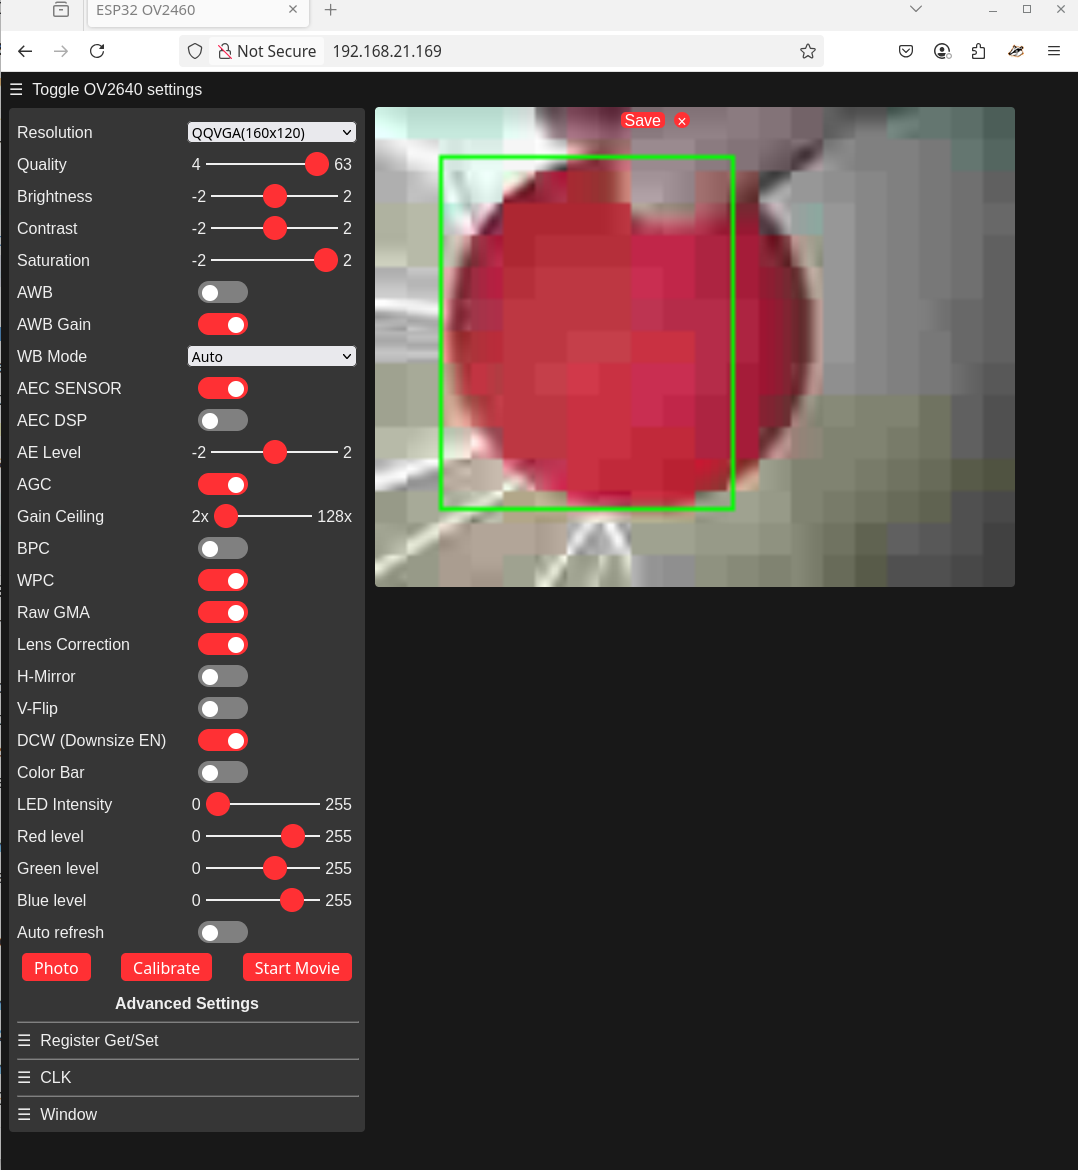 ESP32 OV2460
Not Secure 192.168.21.169
☰ Toggle OV2640 settings
Resolution QQVGA(160x120)
Quality 4 63
Brightness -2 2
Contrast -2 2
Saturation -2 2
AWB
AWB Gain
WB Mode Auto
AEC SENSOR
AEC DSP
AE Level -2 2
AGC
Gain Ceiling 2x 128x
BPC
WPC
Raw GMA
Lens Correction
H-Mirror
V-Flip
DCW (Downsize EN)
Color Bar
LED Intensity 0 255
Red level 0 255
Green level 0 255
Blue level 0 255
Auto refresh
Photo Calibrate Start Movie
Advanced Settings
☰ Register Get/Set
☰ CLK
☰ Window
Save ×